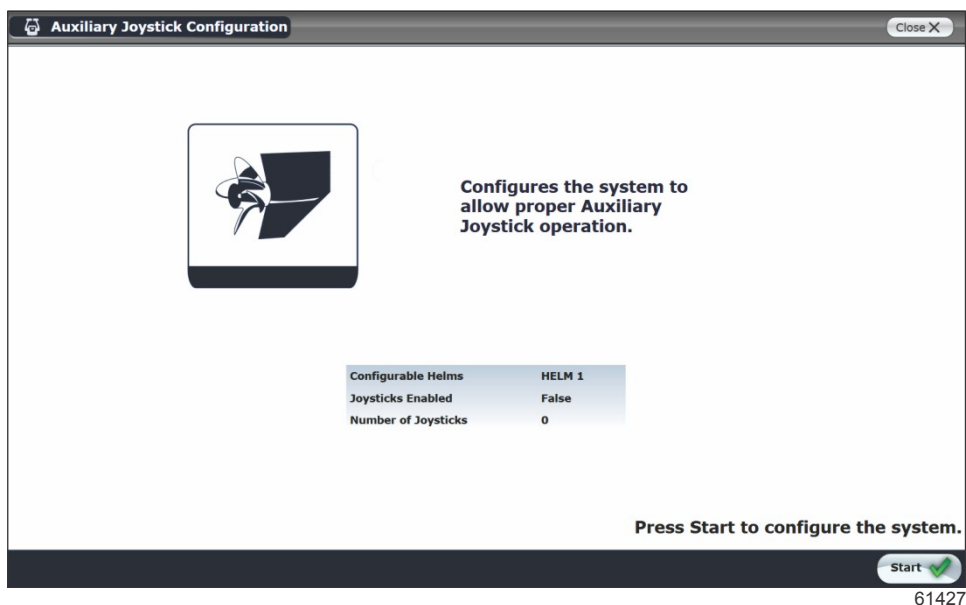 Auxiliary Joystick Configuration
Close X
Configures the system to
allow proper Auxiliary
Joystick operation.
Configurable Helms HELM 1
Joysticks Enabled False
Number of Joysticks 0
Press Start to configure the system.
Start
61427